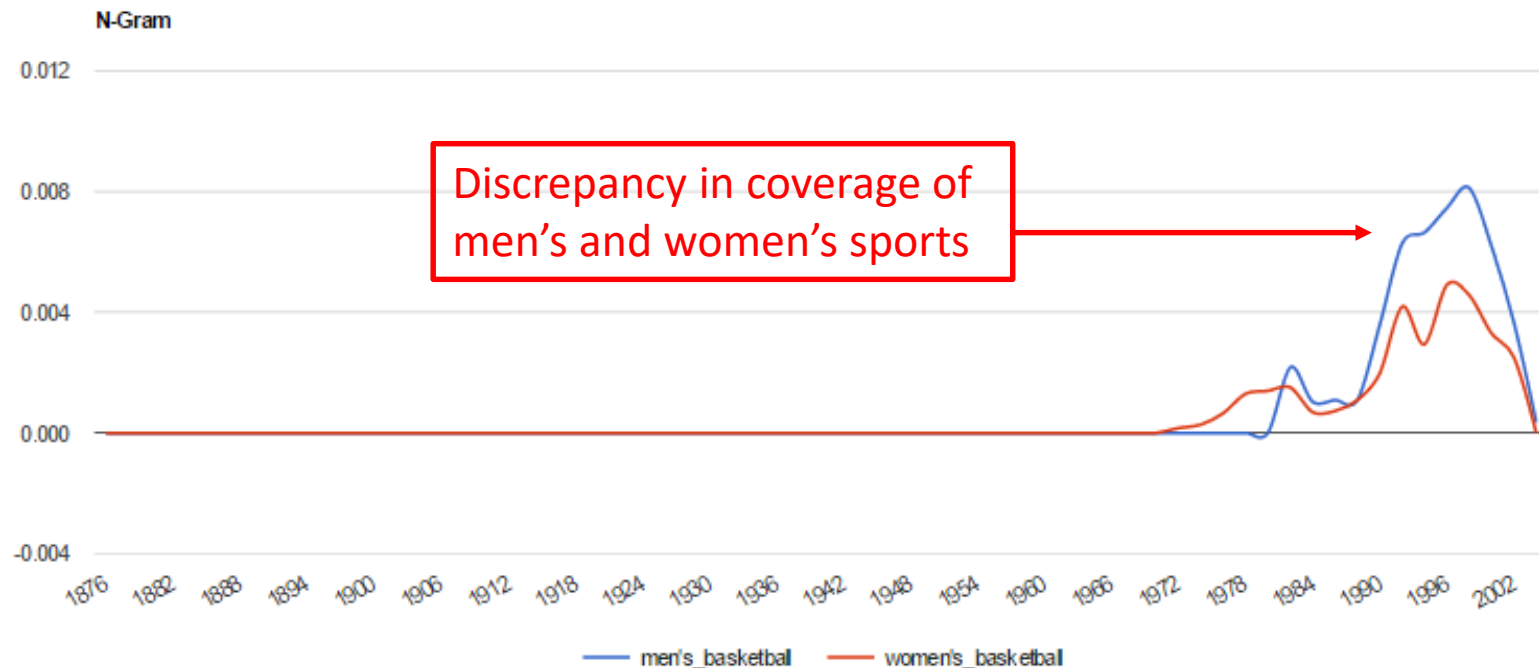 N-Gram
0.012
0.008
0.004
0.000
-0.004
Discrepancy in coverage of
men's and women's sports
1876 1882 1888 1894 1900 1906 1912 1918 1924 1930 1936 1942 1948 1954 1960 1966 1972 1978 1984 1990 1996 2002
men's_basketball women's_basketball